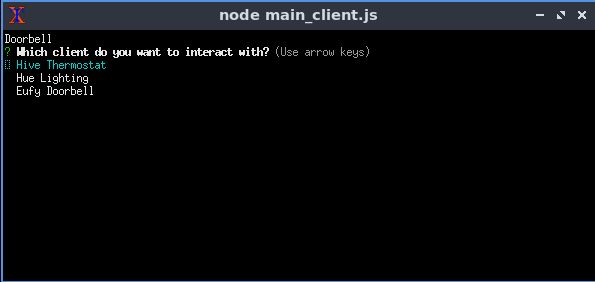 node main_client.js
Doorbell
? Which client do you want to interact with? (Use arrow keys)
Hive Thermostat
Hue Lighting
Eufy Doorbell